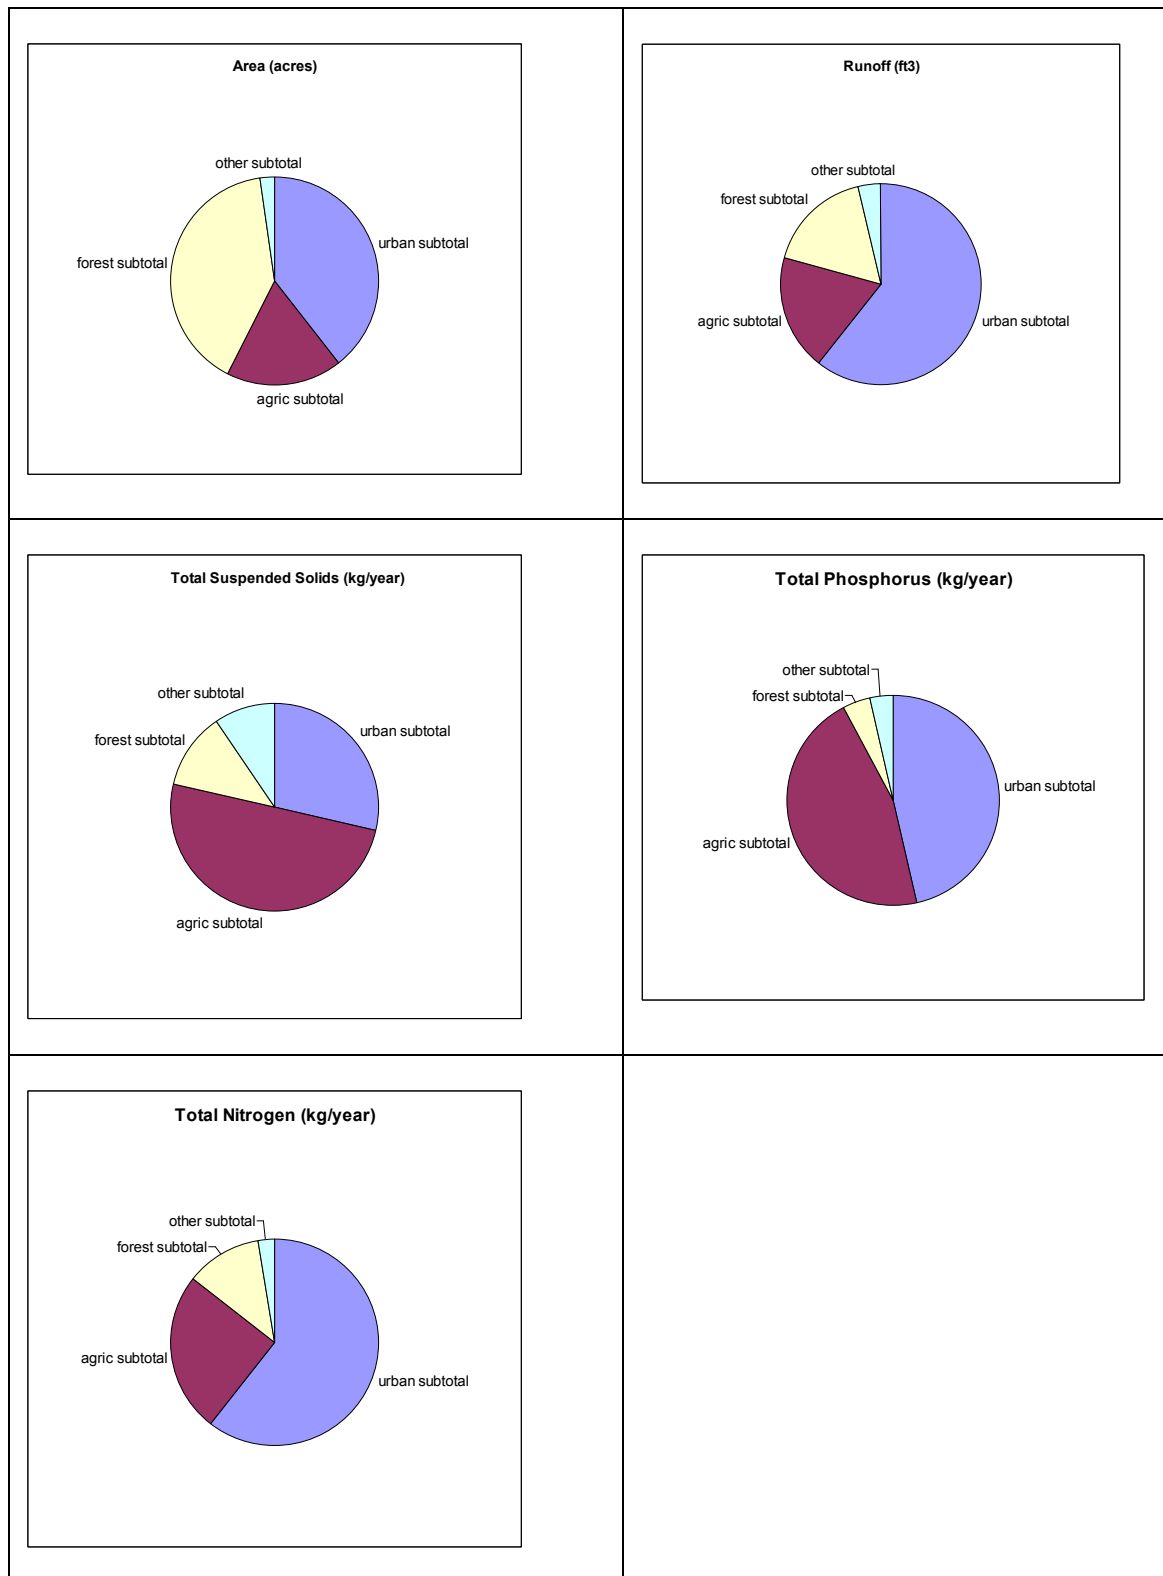 Area (acres)
other subtotal
urban subtotal
forest subtotal
agric subtotal
Runoff (ft3)
other subtotal
forest subtotal
agric subtotal
urban subtotal
Total Suspended Solids (kg/year)
other subtotal
urban subtotal
forest subtotal
agric subtotal
Total Phosphorus (kg/year)
other subtotal
forest subtotal
urban subtotal
agric subtotal
Total Nitrogen (kg/year)
other subtotal
forest subtotal
agric subtotal
urban subtotal